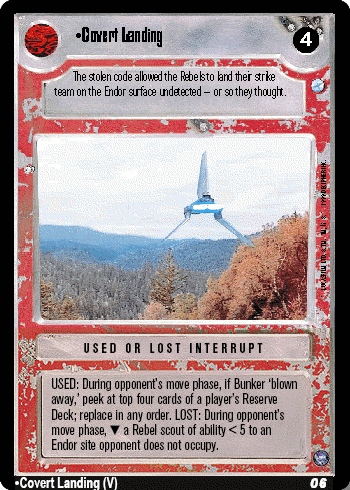 •Covert Landing
4
The stolen code allowed the Rebels to land their strike
team on the Endor surface undetected – or so they thought.
USED OR LOST INTERRUPT
USED: During opponent's move phase, if Bunker 'blown
away,' peek at top four cards of a player's Reserve
Deck; replace in any order. LOST: During opponent's
move phase, ▼ a Rebel scout of ability < 5 to an
Endor site opponent does not occupy.
•Covert Landing (V)
06